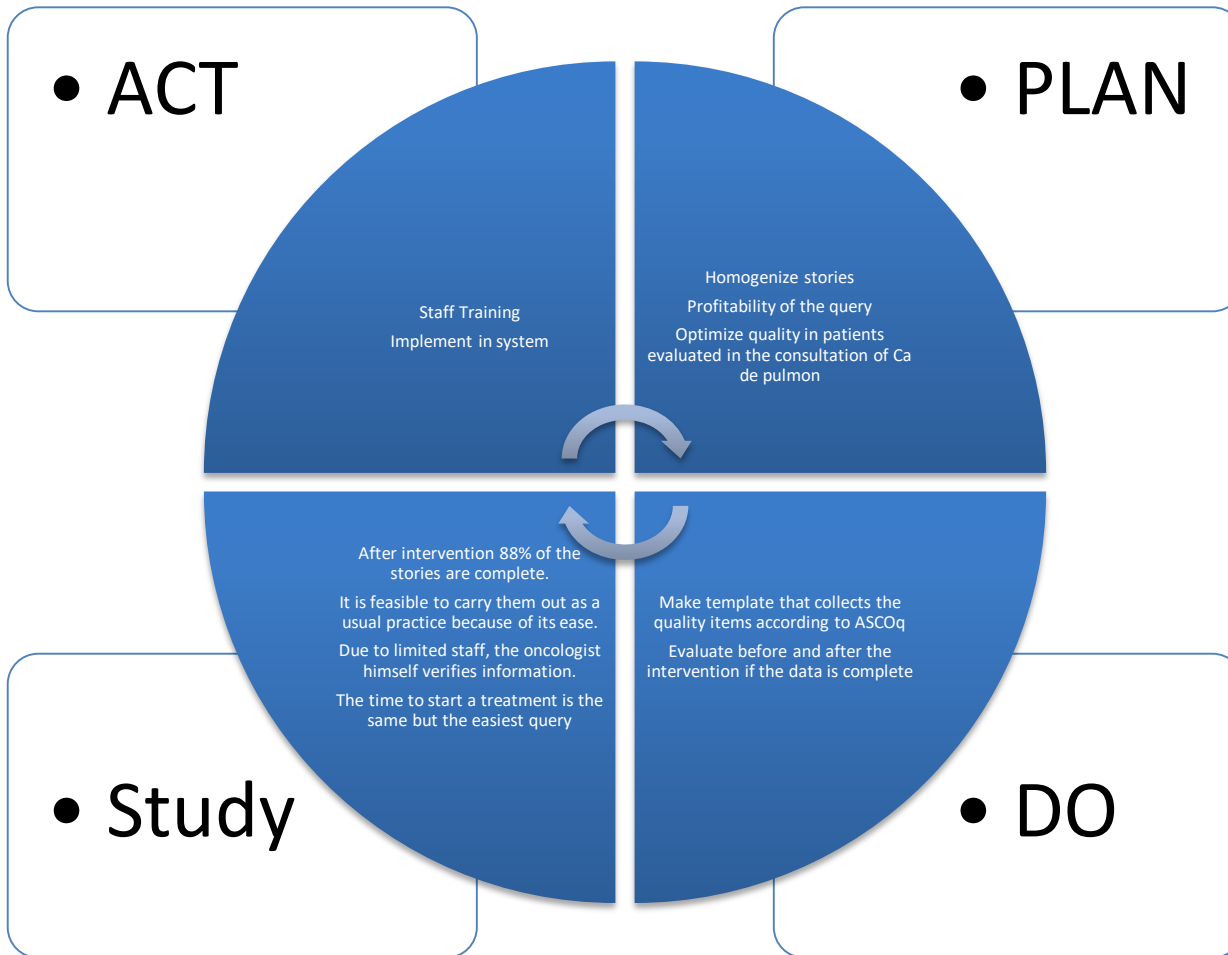 • ACT
• PLAN
Staff Training
Implement in system
Homogenize stories
Profitability of the query
Optimize quality in patients
evaluated in the consultation of Ca
de pulmon
After intervention 88% of the
stories are complete.
It is feasible to carry them out as a
usual practice because of its ease.
Due to limited staff, the oncologist
himself verifies information.
The time to start a treatment is the
same but the easiest query
Make template that collects the
quality items according to ASCOq
Evaluate before and after the
intervention if the data is complete
• Study
• DO